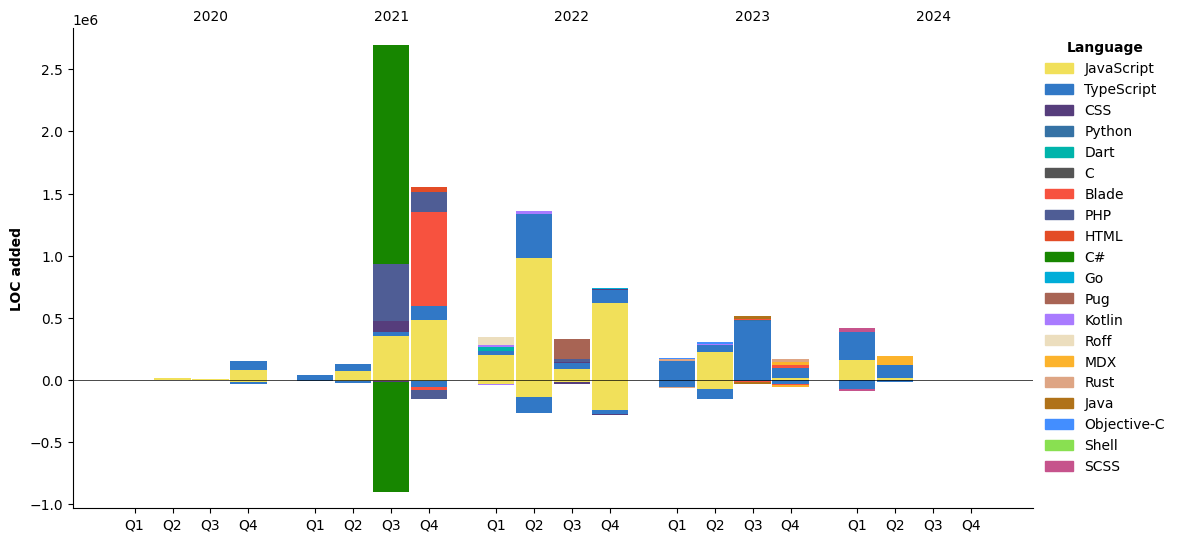 2020 2021 2022 2023 2024
1e6
Language
JavaScript
TypeScript
CSS
Python
Dart
C
Blade
PHP
HTML
C#
Go
Pug
Kotlin
Roff
MDX
Rust
Java
Objective-C
Shell
SCSS
LOC added
2.5
2.0
1.5
1.0
0.5
0.0
−0.5
−1.0
Q1 Q2 Q3 Q4 Q1 Q2 Q3 Q4 Q1 Q2 Q3 Q4 Q1 Q2 Q3 Q4 Q1 Q2 Q3 Q4